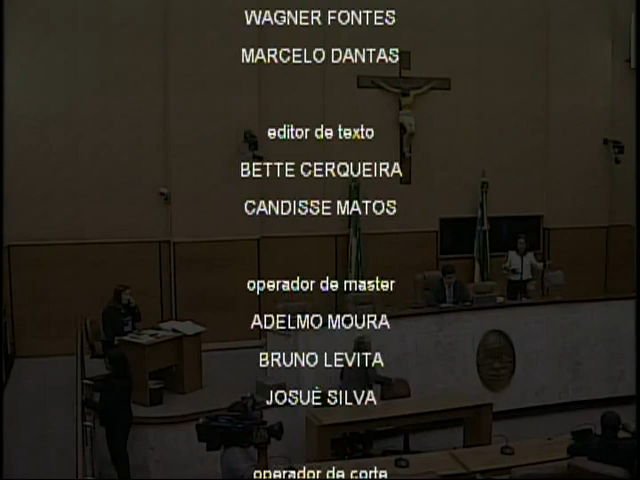 WAGNER FONTES
MARCELO DANTAS
editor de texto
BETTE CERQUEIRA
CANDISSE MATOS
operador de master
ADELMO MOURA
BRUNO LEVITA
JOSUÉ SILVA
operador de corte